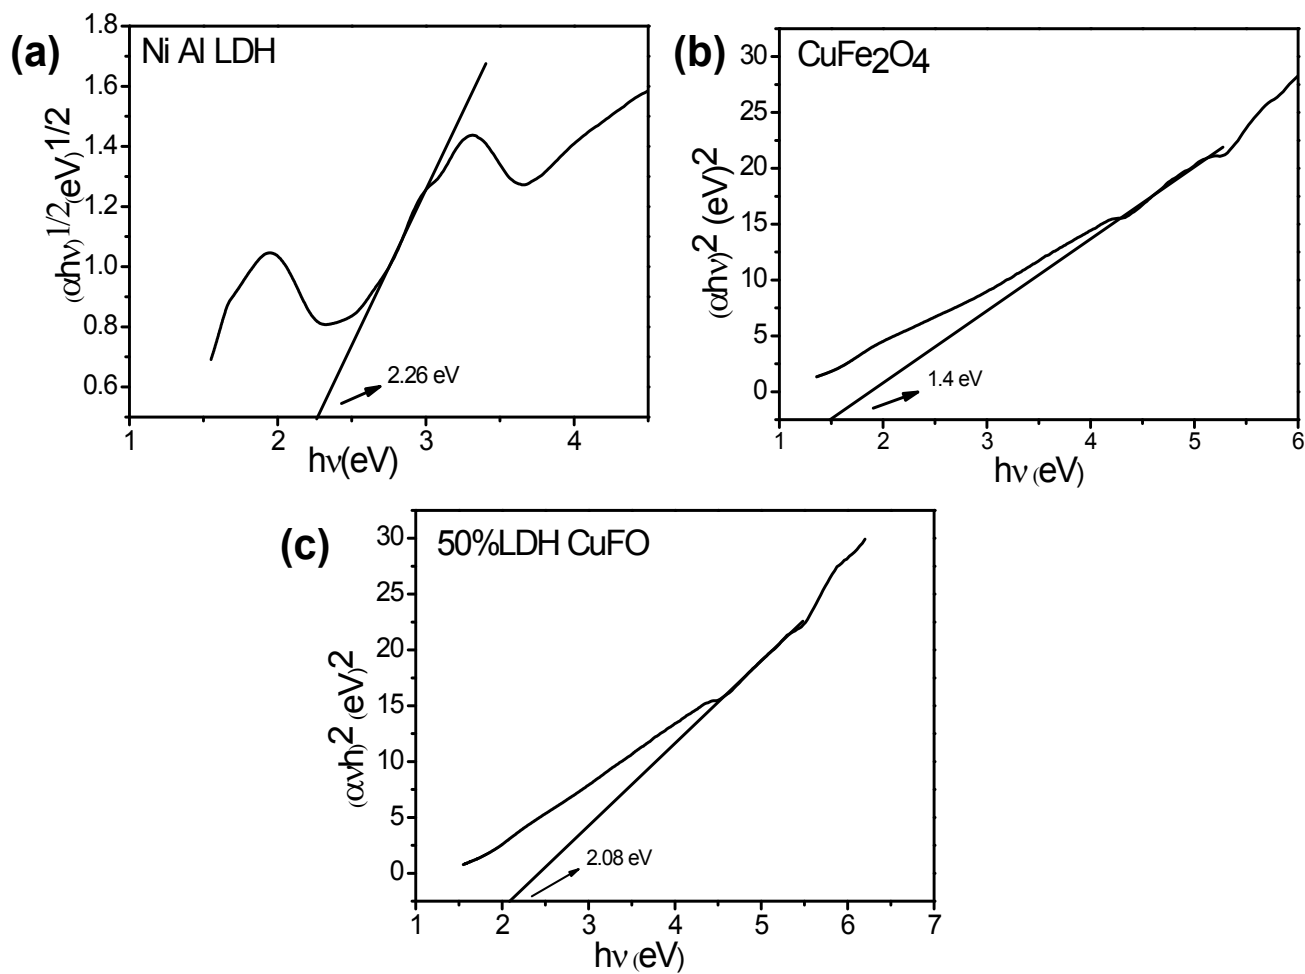 (a)
Ni Al LDH
1.8
1.6
1.4
1.2
1.0
0.8
0.6
(αhν)1/2(eV)1/2
2.26 eV
1
2
3
4
hν(eV)
(b)
CuFe2O4
30
25
20
15
10
5
0
(αhν)2 (eV)2
1.4 eV
1
2
3
4
5
6
hν (eV)
(c)
50%LDH CuFO
30
25
20
15
10
5
0
(ανh)2 (eV)2
2.08 eV
1
2
3
4
5
6
7
hν (eV)